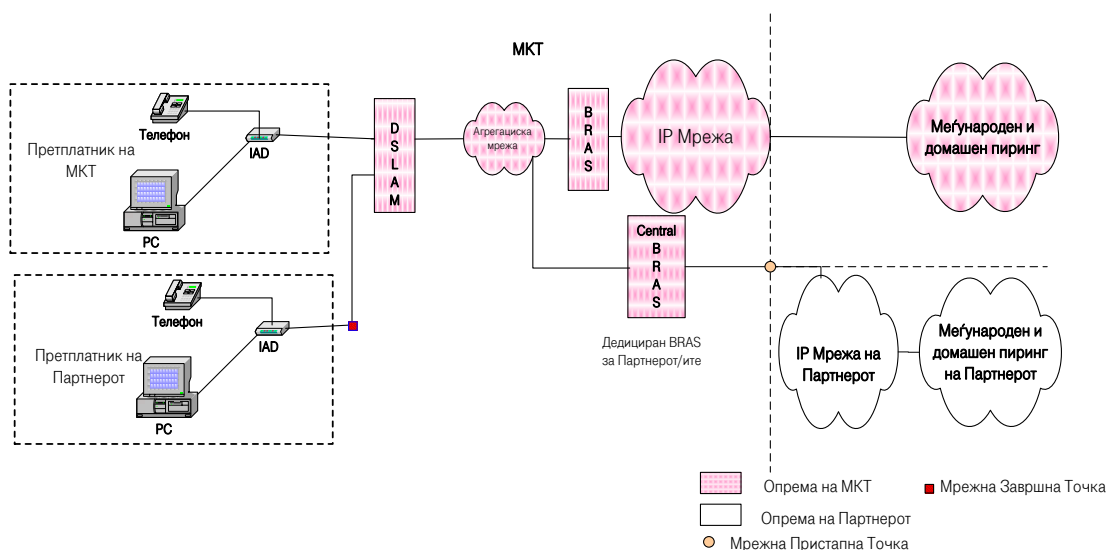 МКТ
Телефон
IAD
Претплатник на
МКТ
PC
D
S
L
A
M
Агрегациска
мрежа
B
R
A
S
IP Мрежа
Меѓународен и
домашен пиринг
Телефон
IAD
Претплатник на
Партнерот
PC
Central
B
R
A
S
Дедициран BRAS
за Партнерот/ите
IP Мрежа на
Партнерот
Меѓународен и
домашен пиринг
на Партнерот
Опрема на МКТ
Мрежна Завршна Точка
Опрема на Партнерот
Мрежна Пристапна Точка